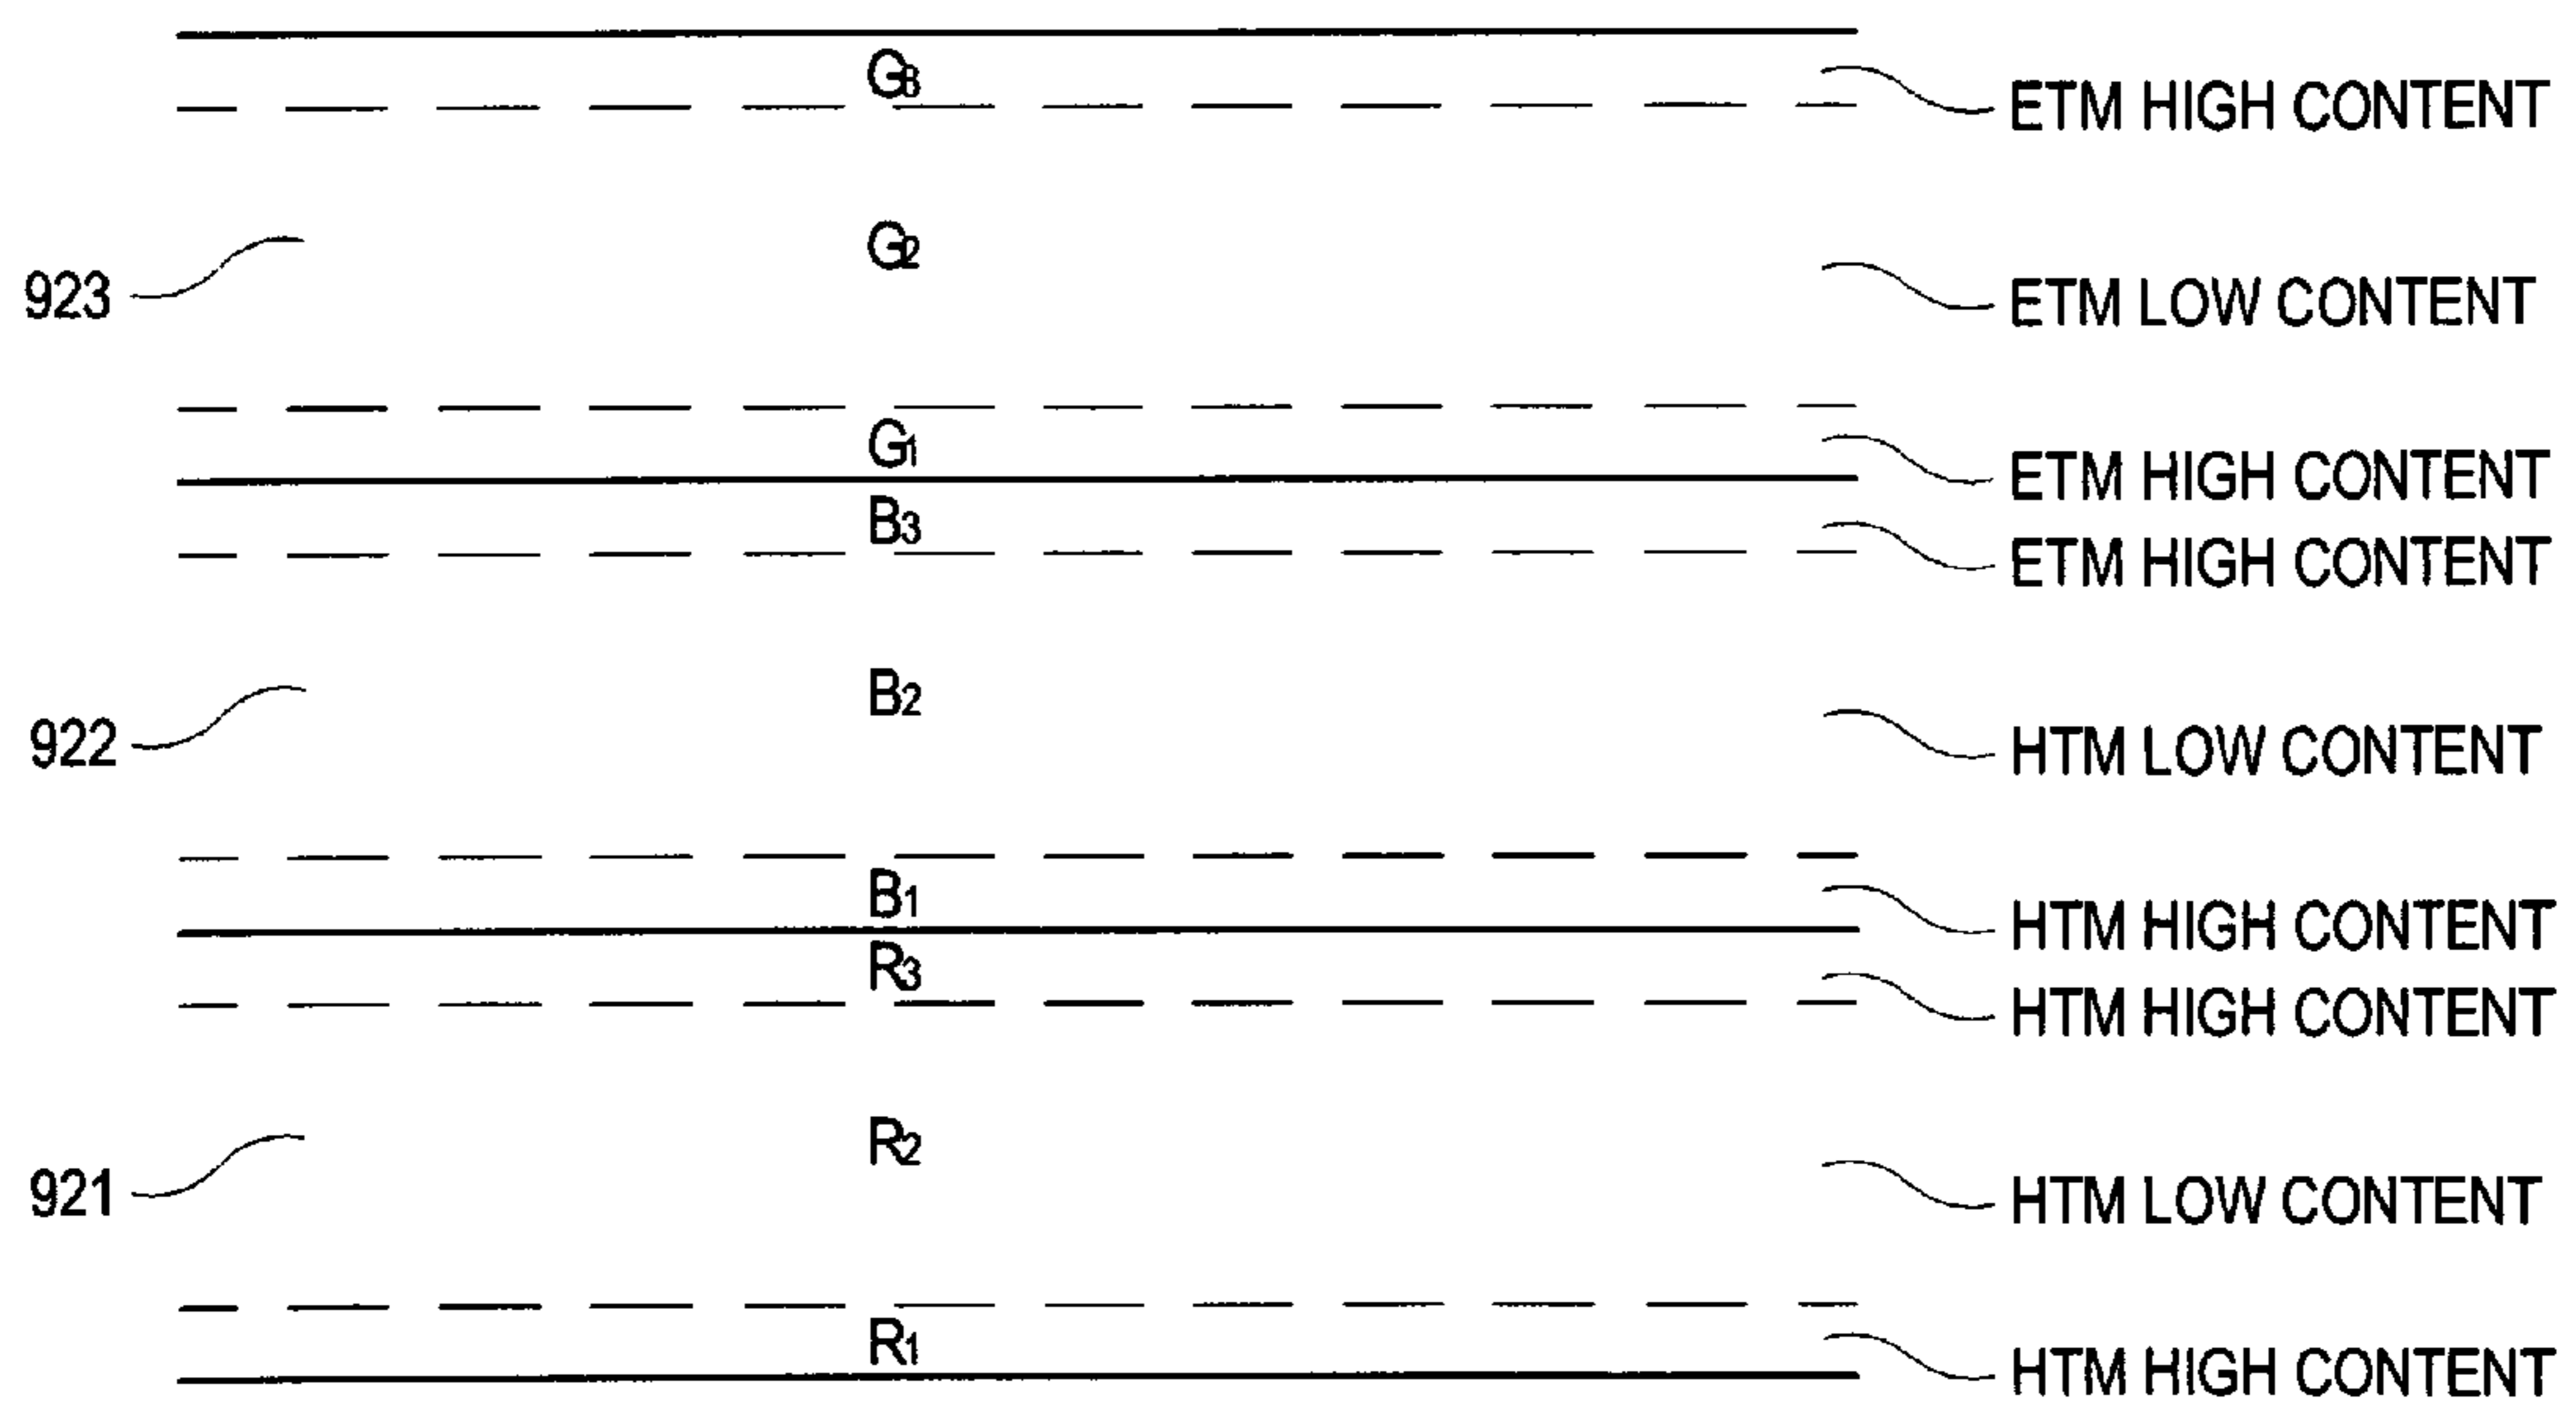 G3
ETM HIGH CONTENT
923
G2
ETM LOW CONTENT
G1
ETM HIGH CONTENT
B3
ETM HIGH CONTENT
922
B2
HTM LOW CONTENT
B1
HTM HIGH CONTENT
R3
HTM HIGH CONTENT
921
R2
HTM LOW CONTENT
R1
HTM HIGH CONTENT